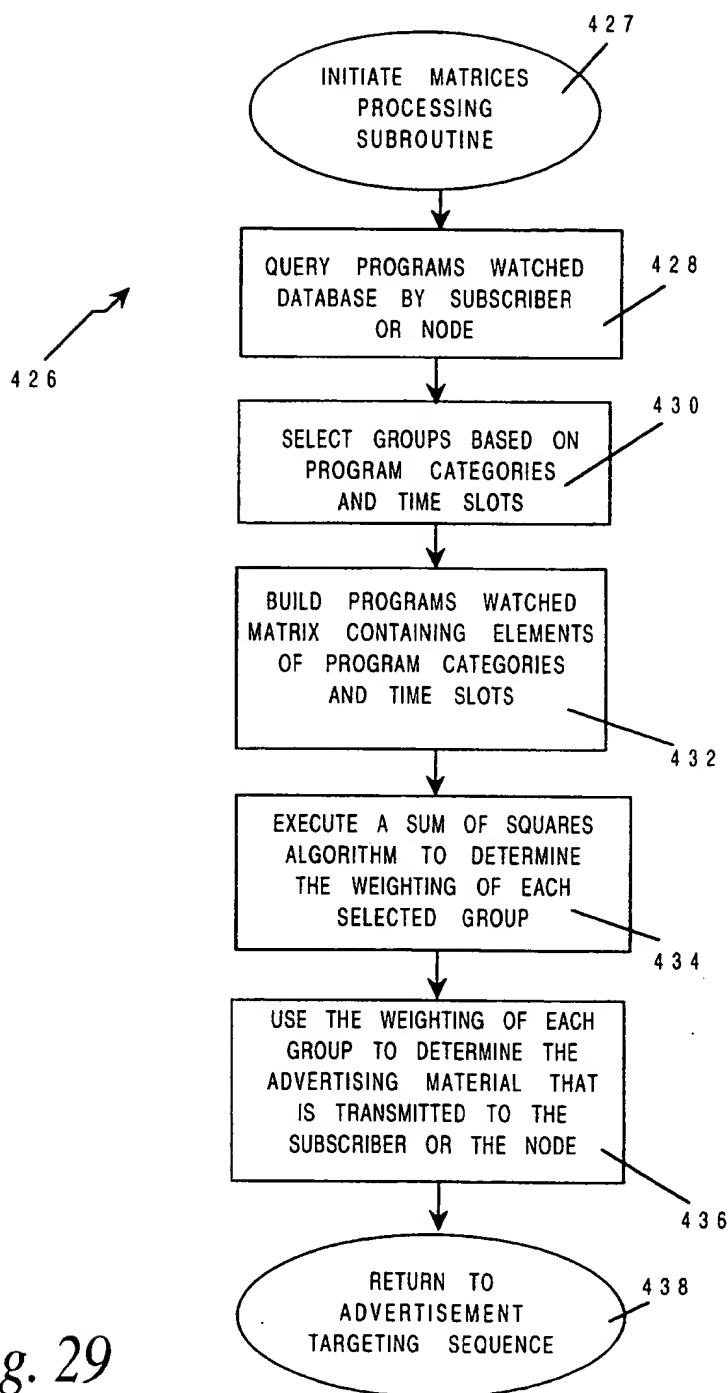 427
INITIATE MATRICES
PROCESSING
SUBROUTINE
QUERY PROGRAMS WATCHED
DATABASE BY SUBSCRIBER
OR NODE
428
426
430
SELECT GROUPS BASED ON
PROGRAM CATEGORIES
AND TIME SLOTS
BUILD PROGRAMS WATCHED
MATRIX CONTAINING ELEMENTS
OF PROGRAM CATEGORIES
AND TIME SLOTS
432
EXECUTE A SUM OF SQUARES
ALGORITHM TO DETERMINE
THE WEIGHTING OF EACH
SELECTED GROUP
434
USE THE WEIGHTING OF EACH
GROUP TO DETERMINE THE
ADVERTISING MATERIAL THAT
IS TRANSMITTED TO THE
SUBSCRIBER OR THE NODE
436
RETURN TO
ADVERTISEMENT
TARGETING SEQUENCE
438
g. 29